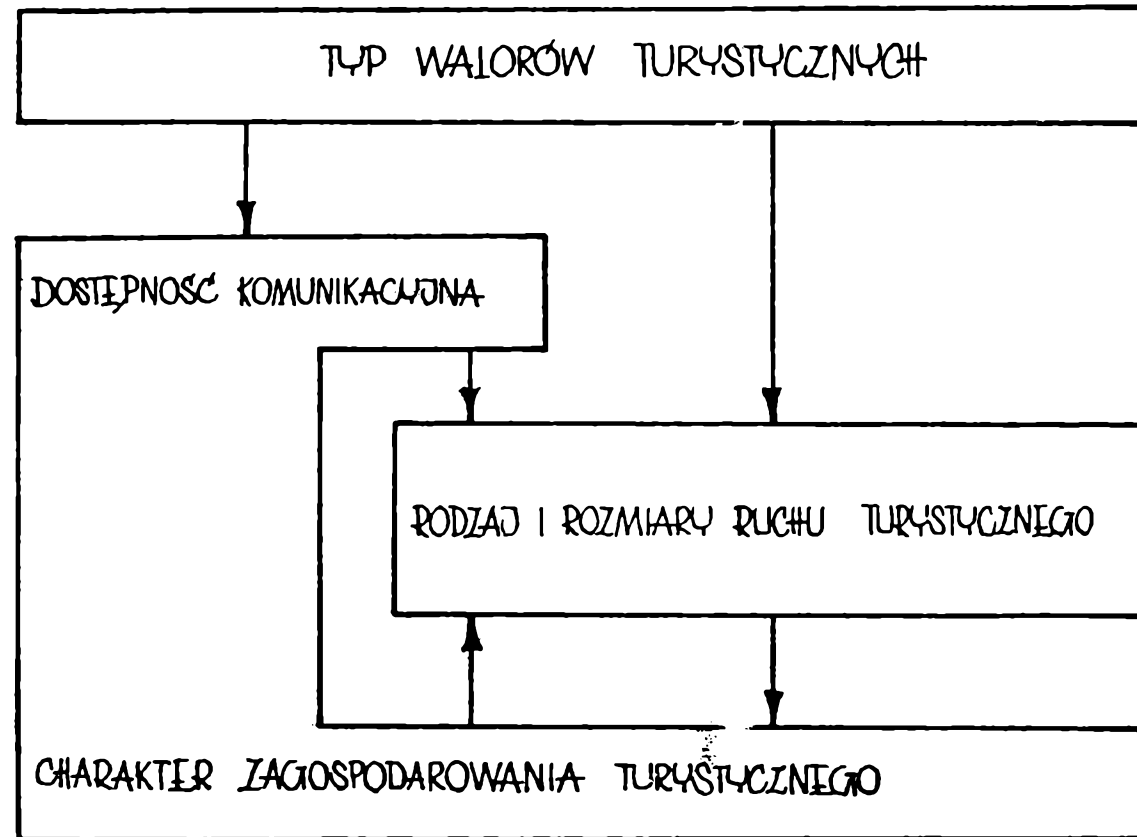 TYP WALORÓW TURYSTYCZNYCH
DOSTĘPNOŚĆ KOMUNIKACYJNA
RODZAJ I ROZMIARY RUCHU TURYSTYCZNEGO
CHARAKTER ZAGOSPODAROWANIA TURYSTYCZNEGO